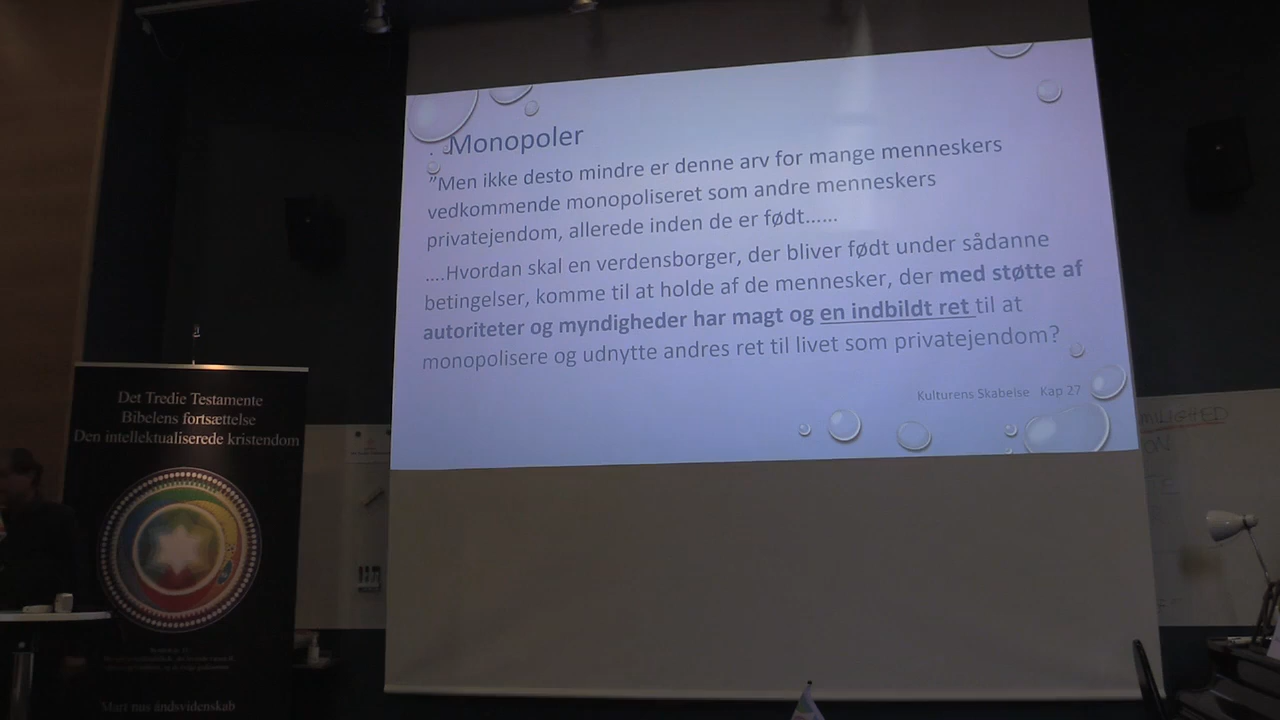 Monopoler
”Men ikke desto mindre er denne arv for mange menneskers
vedkommende monopoliseret som andre menneskers
privatejendom, allerede inden de er født......
....Hvordan skal en verdensborger, der bliver født under sådanne
betingelser, komme til at holde af de mennesker, der med støtte af
autoriteter og myndigheder har magt og en indbildt ret til at
monopolisere og udnytte andres ret til livet som privatejendom?
Kulturens Skabelse Kap 27
Det Tredie Testamente
Bibelens fortsættelse
Den intellektualiserede kristendom
Martinus åndsvidenskab
MILIGHED
ON